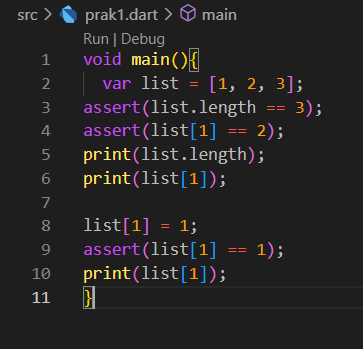 src > prak1.dart > main
Run | Debug
1 void main(){
2   var list = [1, 2, 3];
3 assert(list.length == 3);
4 assert(list[1] == 2);
5 print(list.length);
6 print(list[1]);
7
8 list[1] = 1;
9 assert(list[1] == 1);
10 print(list[1]);
11 }